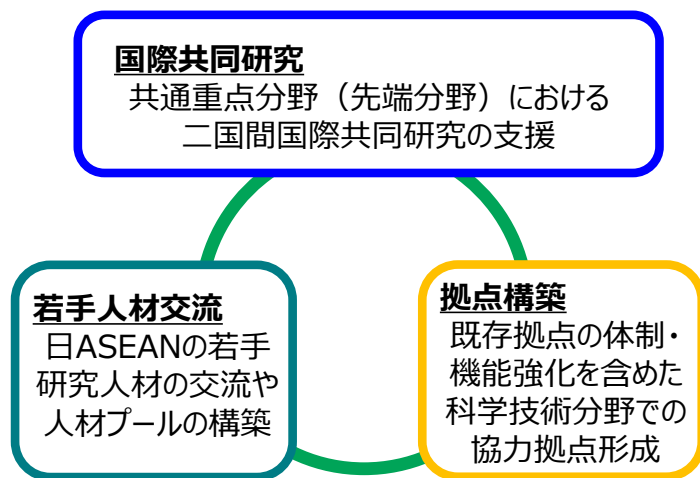 国際共同研究
共通重点分野（先端分野）における
二国間国際共同研究の支援
若手人材交流
日ASEANの若手
研究人材の交流や
人材プールの構築
拠点構築
既存拠点の体制・
機能強化を含めた
科学技術分野での
協力拠点形成